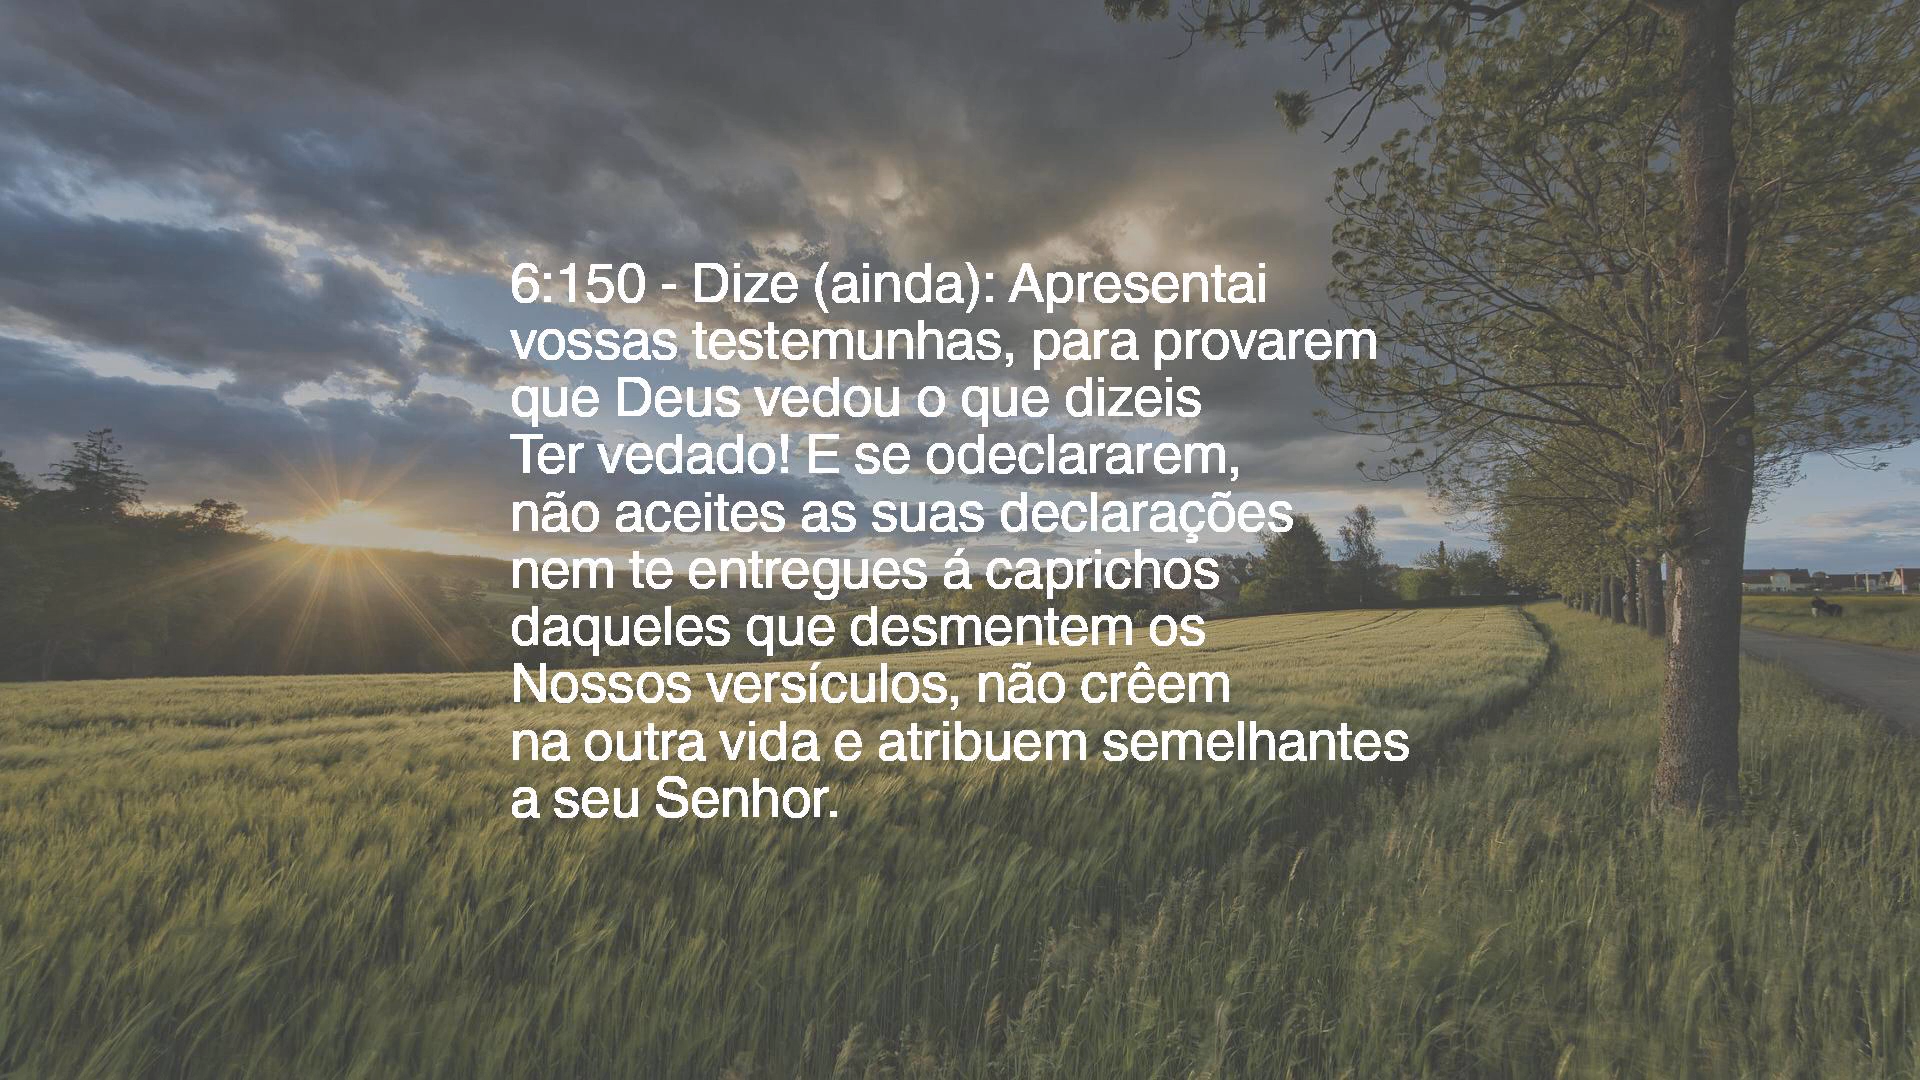 6:150 - Dize (ainda): Apresentai
vossas testemunhas, para provarem
que Deus vedou o que dizeis
Ter vedado! E se odeclararem,
não aceites as suas declarações
nem te entregues á caprichos
daqueles que desmentem os
Nossos versículos, não crêem
na outra vida e atribuem semelhantes
a seu Senhor.